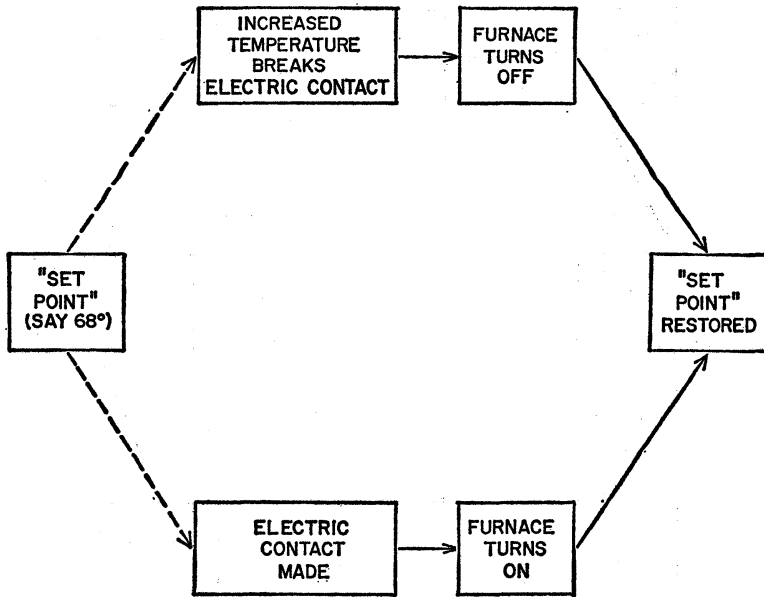 INCREASED
TEMPERATURE
BREAKS
ELECTRIC CONTACT
FURNACE
TURNS
OFF
"SET
POINT"
(SAY 68°)
"SET
POINT"
RESTORED
ELECTRIC
CONTACT
MADE
FURNACE
TURNS
ON